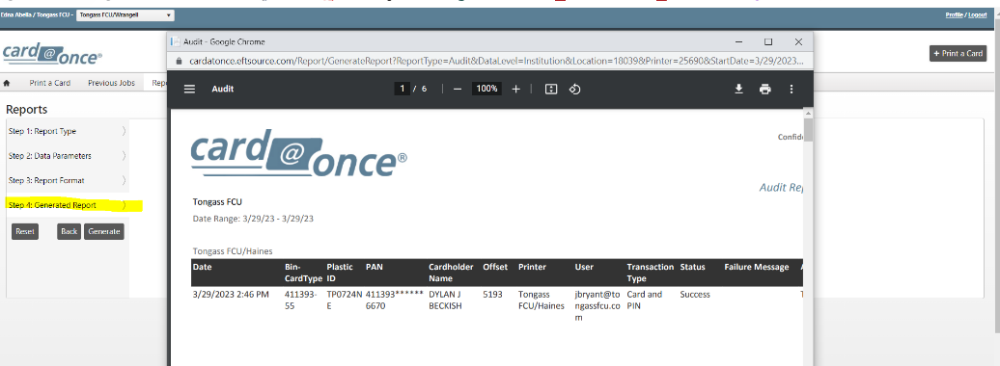 Edna Abella / Tongass FCU - Tongass FCU/Wrangell
Profile / Logout
card@once®
+ Print a Card
Print a Card Previous Jobs Rep
Reports
Step 1: Report Type
Step 2: Data Parameters
Step 3: Report Format
Step 4: Generated Report
Reset Back Generate
Audit - Google Chrome
cardatonce.eftsource.com/Report/GenerateReport?ReportType=Audit&DataLevel=Institution&Location=18039&Printer=25690&StartDate=3/29/2023...
Audit 1 / 6 100%
Confid
card@once®
Audit Rep
Tongass FCU
Date Range: 3/29/23 - 3/29/23
Tongass FCU/Haines
Date Bin- Plastic PAN Cardholder Offset Printer User Transaction Status Failure Message A
CardType ID Name Type
3/29/2023 2:46 PM 411393- TP0724N 411393****** DYLAN J 5193 Tongass jbryant@to Card and Success
55 E 6670 BECKISH FCU/Haines ngassfcu.co PIN
m